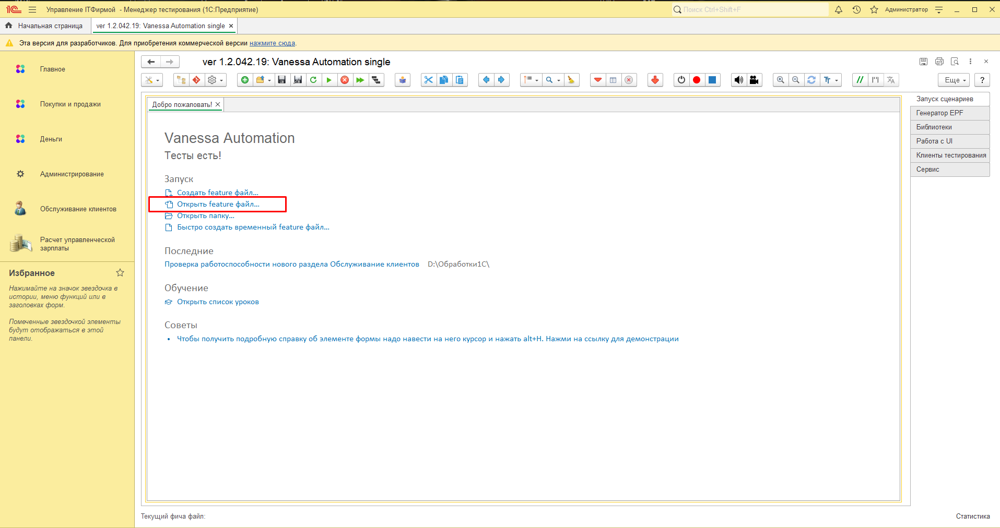 Управление ITФирмой - Менеджер тестирования (1С:Предприятие)
Поиск Ctrl+Shift+F
Администратор
Начальная страница
ver 1.2.042.19: Vanessa Automation single
Эта версия для разработчиков. Для приобретения коммерческой версии нажмите сюда.
Главное
Покупки и продажи
Деньги
Администрирование
Обслуживание клиентов
Расчет управленческой
зарплаты
Избранное
Нажимайте на значок звездочка в
истории, меню функций или в
заголовках форм.
Помеченные звездочкой элементы
будут отображаться в этой
панели.
ver 1.2.042.19: Vanessa Automation single
Еще
?
Добро пожаловать!
Vanessa Automation
Тесты есть!
Запуск
Создать feature файл...
Открыть feature файл...
Открыть папку...
Быстро создать временный feature файл...
Последние
Проверка работоспособности нового раздела Обслуживание клиентов D:\Обработки1С\
Обучение
Открыть список уроков
Советы
• Чтобы получить подробную справку об элементе формы надо навести на него курсор и нажать alt+H. Нажми на ссылку для демонстрации
Запуск сценариев
Генератор EPF
Библиотеки
Работа с UI
Клиенты тестирования
Сервис
Текущий фича файл:
Статистика